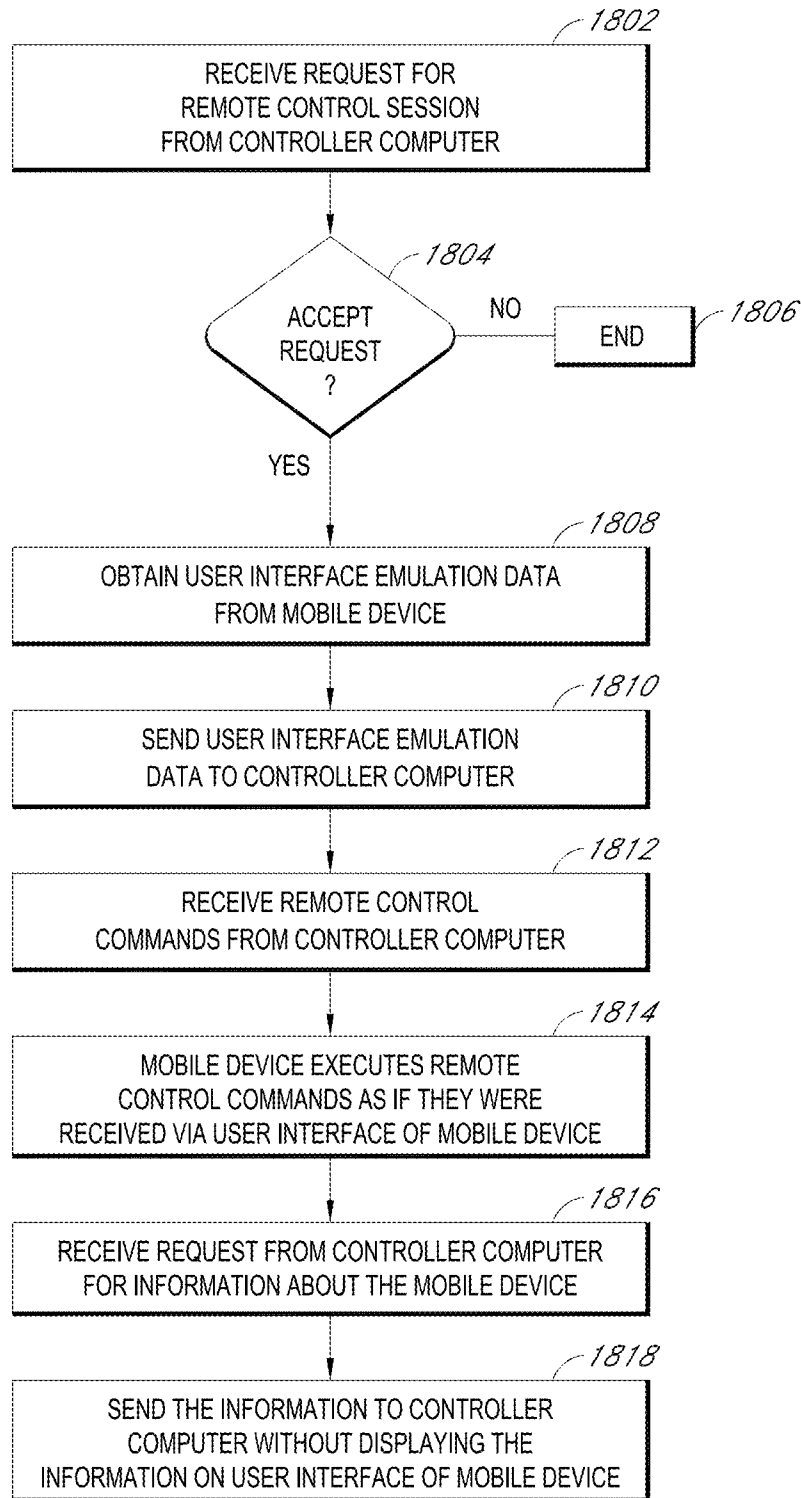 1802
RECEIVE REQUEST FOR
REMOTE CONTROL SESSION
FROM CONTROLLER COMPUTER
1804
ACCEPT
REQUEST
?
NO
END
1806
YES
1808
OBTAIN USER INTERFACE EMULATION DATA
FROM MOBILE DEVICE
1810
SEND USER INTERFACE EMULATION
DATA TO CONTROLLER COMPUTER
1812
RECEIVE REMOTE CONTROL
COMMANDS FROM CONTROLLER COMPUTER
1814
MOBILE DEVICE EXECUTES REMOTE
CONTROL COMMANDS AS IF THEY WERE
RECEIVED VIA USER INTERFACE OF MOBILE DEVICE
1816
RECEIVE REQUEST FROM CONTROLLER COMPUTER
FOR INFORMATION ABOUT THE MOBILE DEVICE
1818
SEND THE INFORMATION TO CONTROLLER
COMPUTER WITHOUT DISPLAYING THE
INFORMATION ON USER INTERFACE OF MOBILE DEVICE